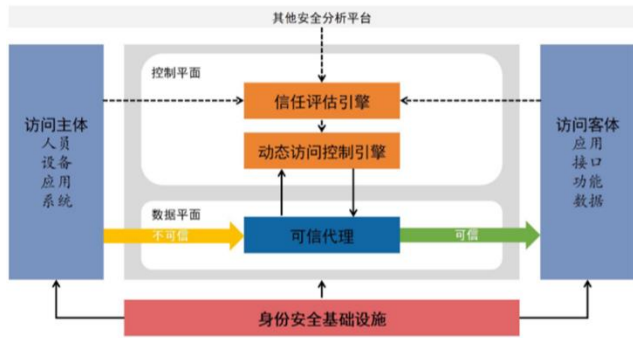 其他安全分析平台
控制平面
信任评估引擎
动态访问控制引擎
访问主体
人员
设备
应用
系统
访问客体
应用
接口
功能
数据
数据平面
不可信
可信代理
可信
身份安全基础设施